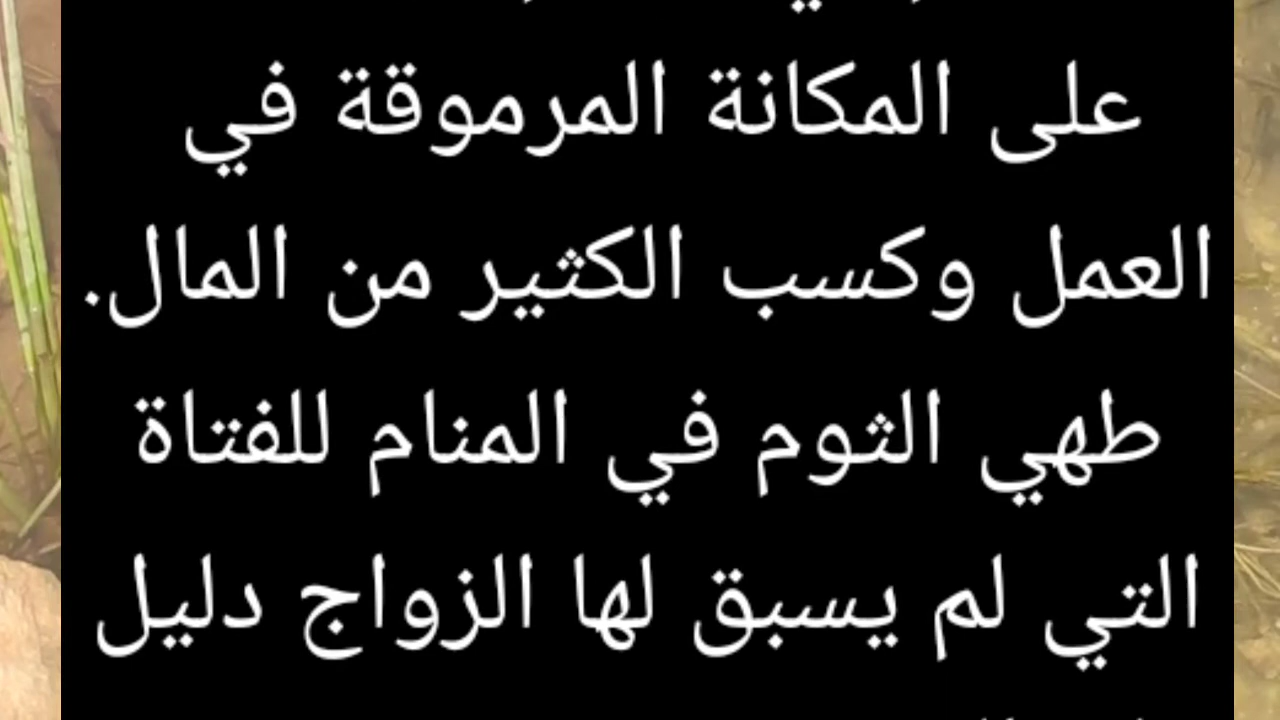 على المكانة المرموقة في
العمل وكسب الكثير من المال.
طهي الثوم في المنام للفتاة
التي لم يسبق لها الزواج دليل